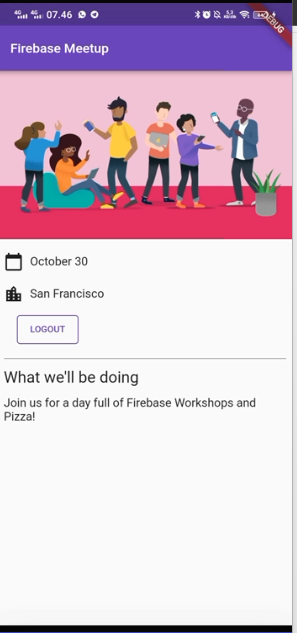 4G 4G 07.46
DEBUG
Firebase Meetup
October 30
San Francisco
LOGOUT
What we'll be doing
Join us for a day full of Firebase Workshops and
Pizza!